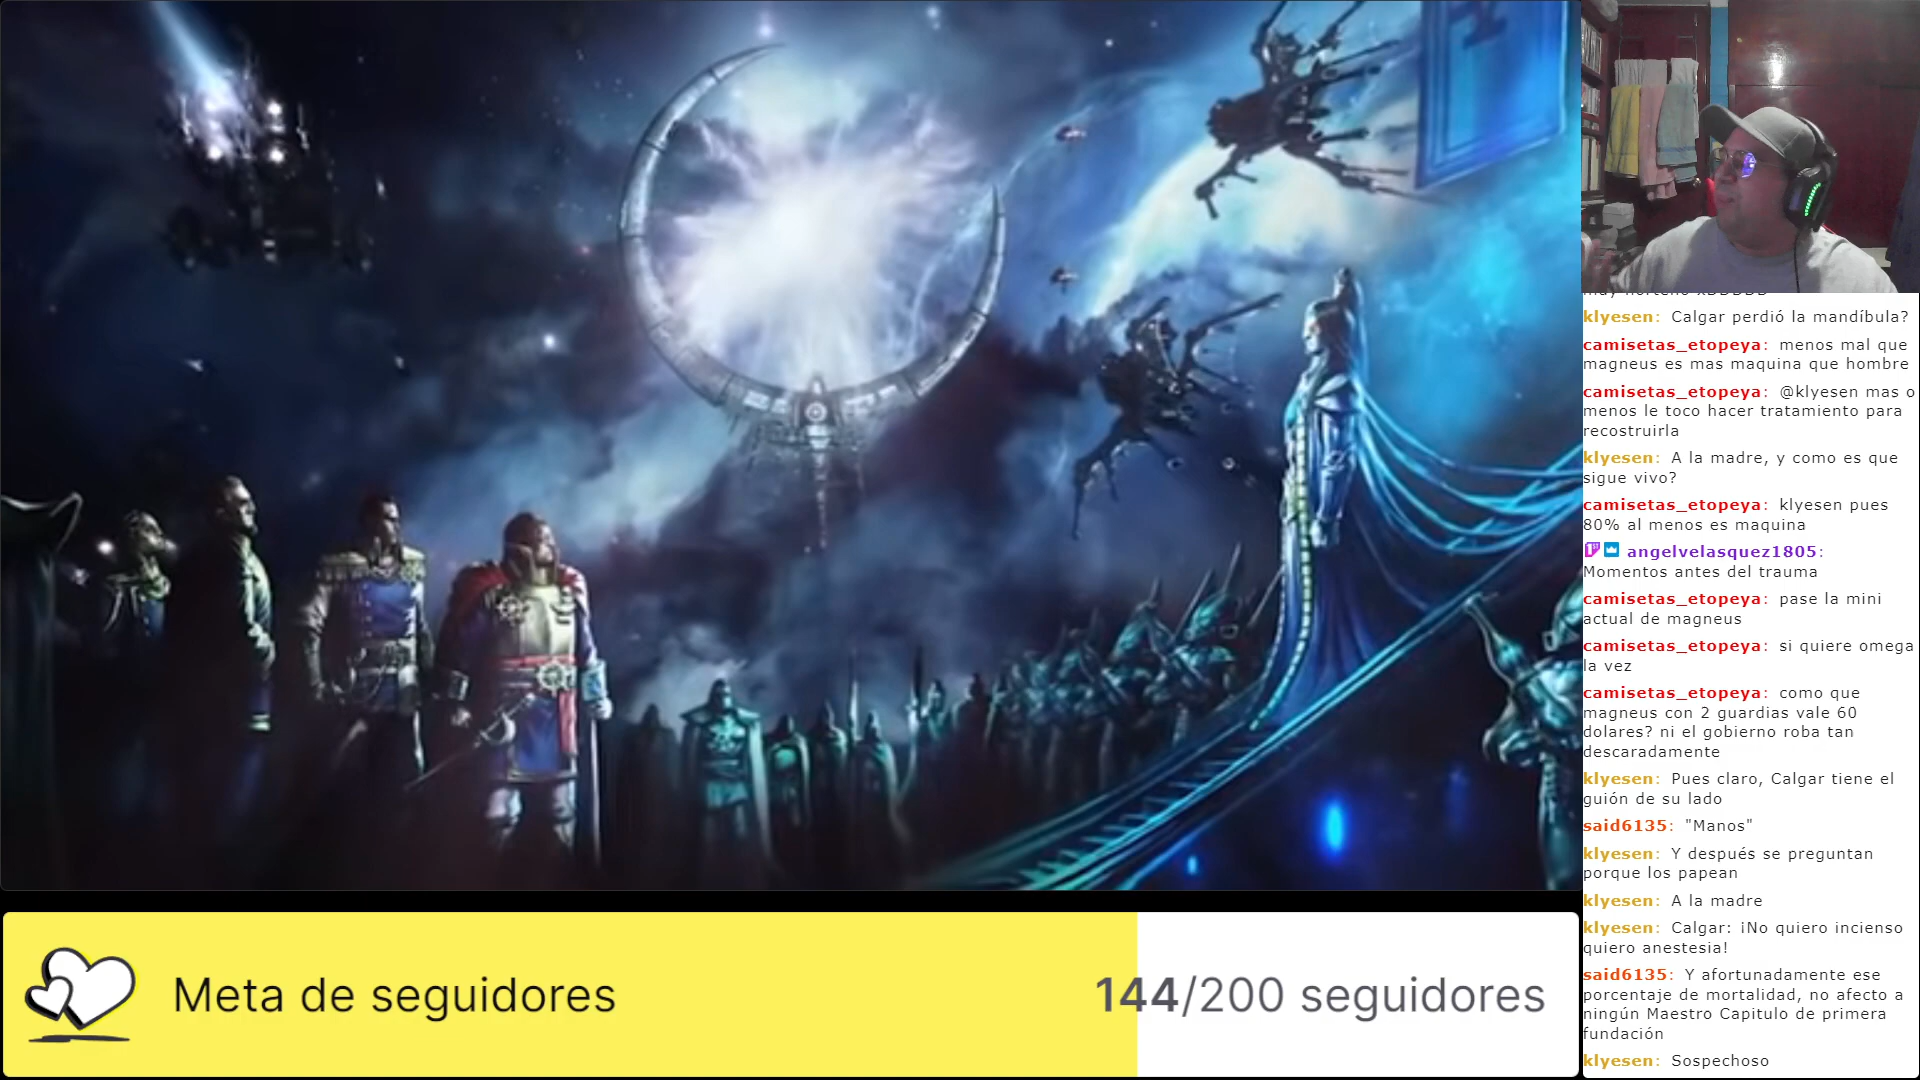 klyesen: Calgar perdió la mandíbula?
camisetas_etopeya: menos mal que
magneus es mas maquina que hombre
camisetas_etopeya: @klyesen mas o
menos le toco hacer tratamiento para
recostruirla
klyesen: A la madre, y como es que
sigue vivo?
camisetas_etopeya: klyesen pues
80% al menos es maquina
angelvelasquez1805:
Momentos antes del trauma
camisetas_etopeya: pase la mini
actual de magneus
camisetas_etopeya: si quiere omega
la vez
camisetas_etopeya: como que
magneus con 2 guardias vale 60
dolares? ni el gobierno roba tan
descaradamente
klyesen: Pues claro, Calgar tiene el
guión de su lado
said6135: "Manos"
klyesen: Y después se preguntan
porque los papean
klyesen: A la madre
klyesen: Calgar: ¡No quiero incienso
quiero anestesia!
said6135: Y afortunadamente ese
porcentaje de mortalidad, no afecto a
ningún Maestro Capitulo de primera
fundación
klyesen: Sospechoso
Meta de seguidores
144/200 seguidores